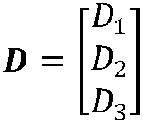 D = [D₁
D₂
D₃]